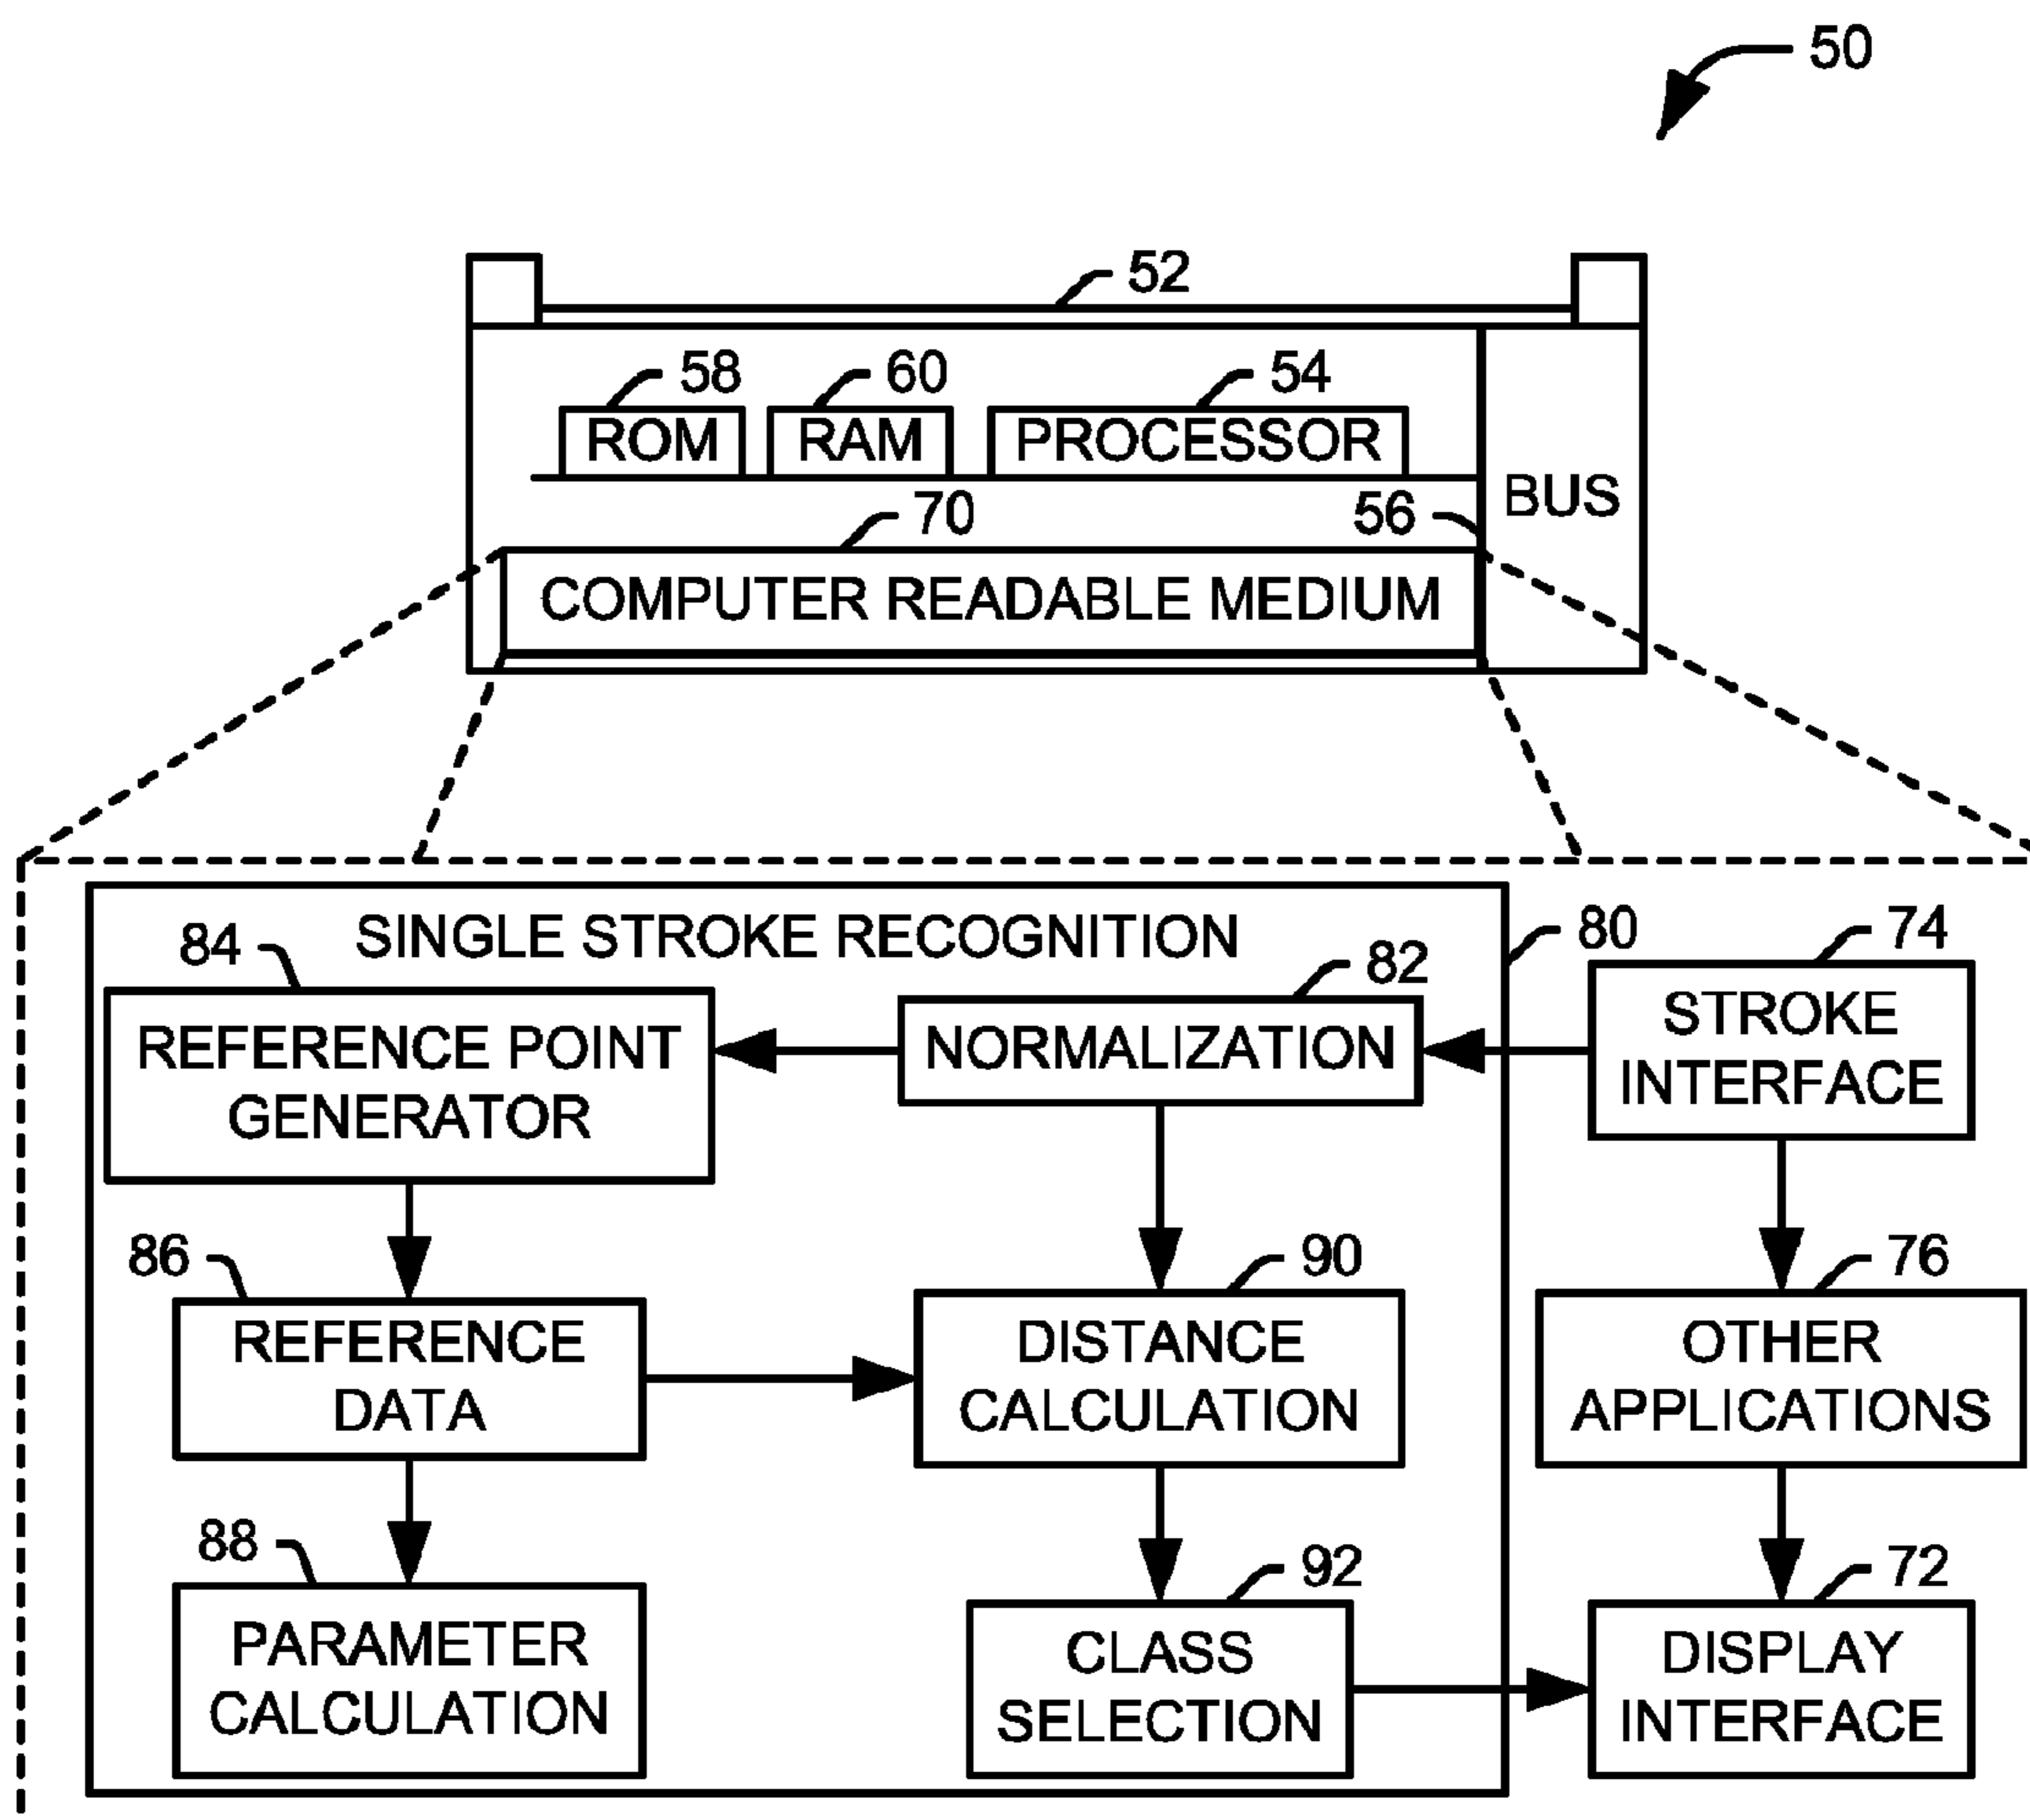 50
52
58
60
54
ROM
RAM
PROCESSOR
BUS
70
56
COMPUTER READABLE MEDIUM
SINGLE STROKE RECOGNITION
80
74
84
82
REFERENCE POINT
GENERATOR
NORMALIZATION
STROKE
INTERFACE
86
90
76
REFERENCE
DATA
DISTANCE
CALCULATION
OTHER
APPLICATIONS
88
92
72
PARAMETER
CALCULATION
CLASS
SELECTION
DISPLAY
INTERFACE